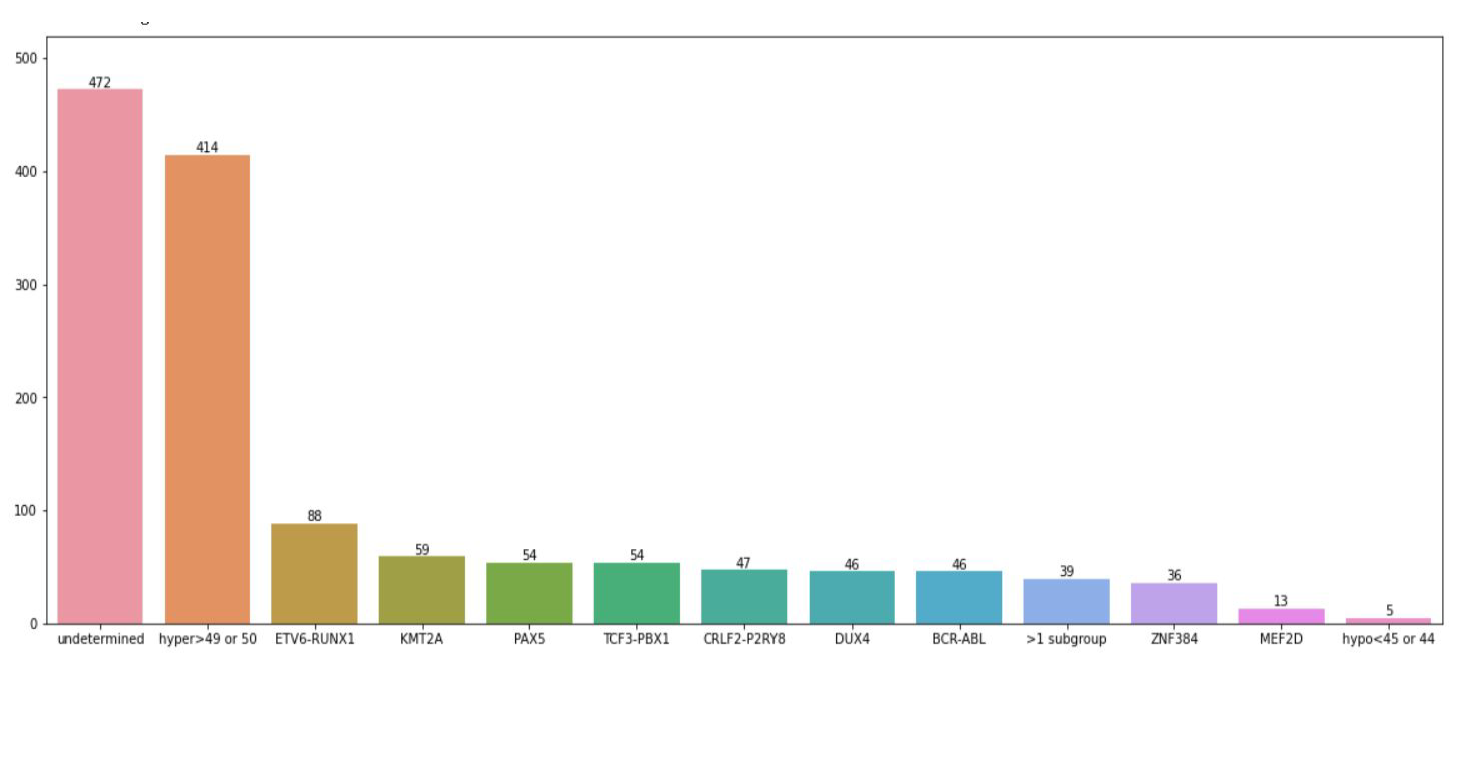 500
472
414
400
300
200
100
88
59
54
54
47
46
46
39
36
13
5
0
undetermined
hyper>49 or 50
ETV6-RUNX1
KMT2A
PAX5
TCF3-PBX1
CRLF2-P2RY8
DUX4
BCR-ABL
>1 subgroup
ZNF384
MEF2D
hypo<45 or 44